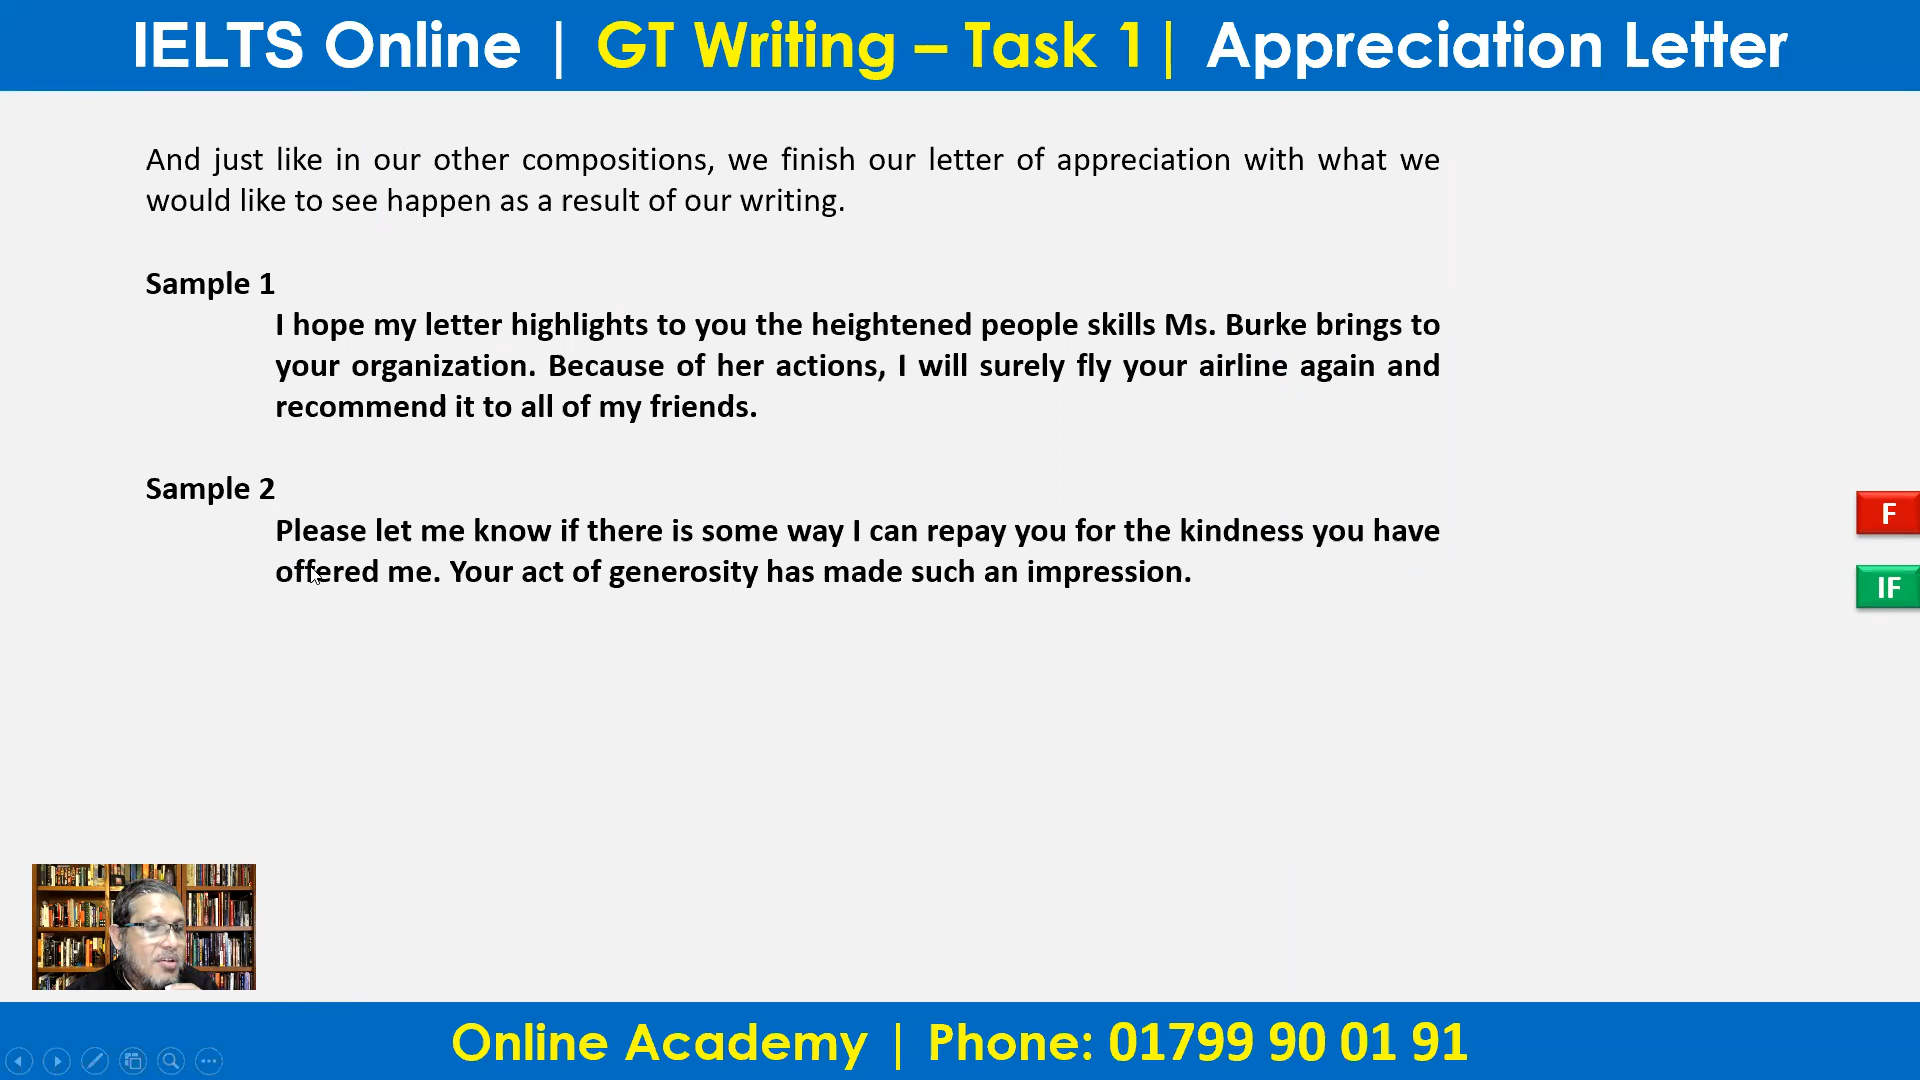 IELTS Online | GT Writing – Task 1| Appreciation Letter
And just like in our other compositions, we finish our letter of appreciation with what we
would like to see happen as a result of our writing.
Sample 1
I hope my letter highlights to you the heightened people skills Ms. Burke brings to
your organization. Because of her actions, I will surely fly your airline again and
recommend it to all of my friends.
Sample 2
Please let me know if there is some way I can repay you for the kindness you have
offered me. Your act of generosity has made such an impression.
F
IF
Online Academy | Phone: 01799 90 01 91